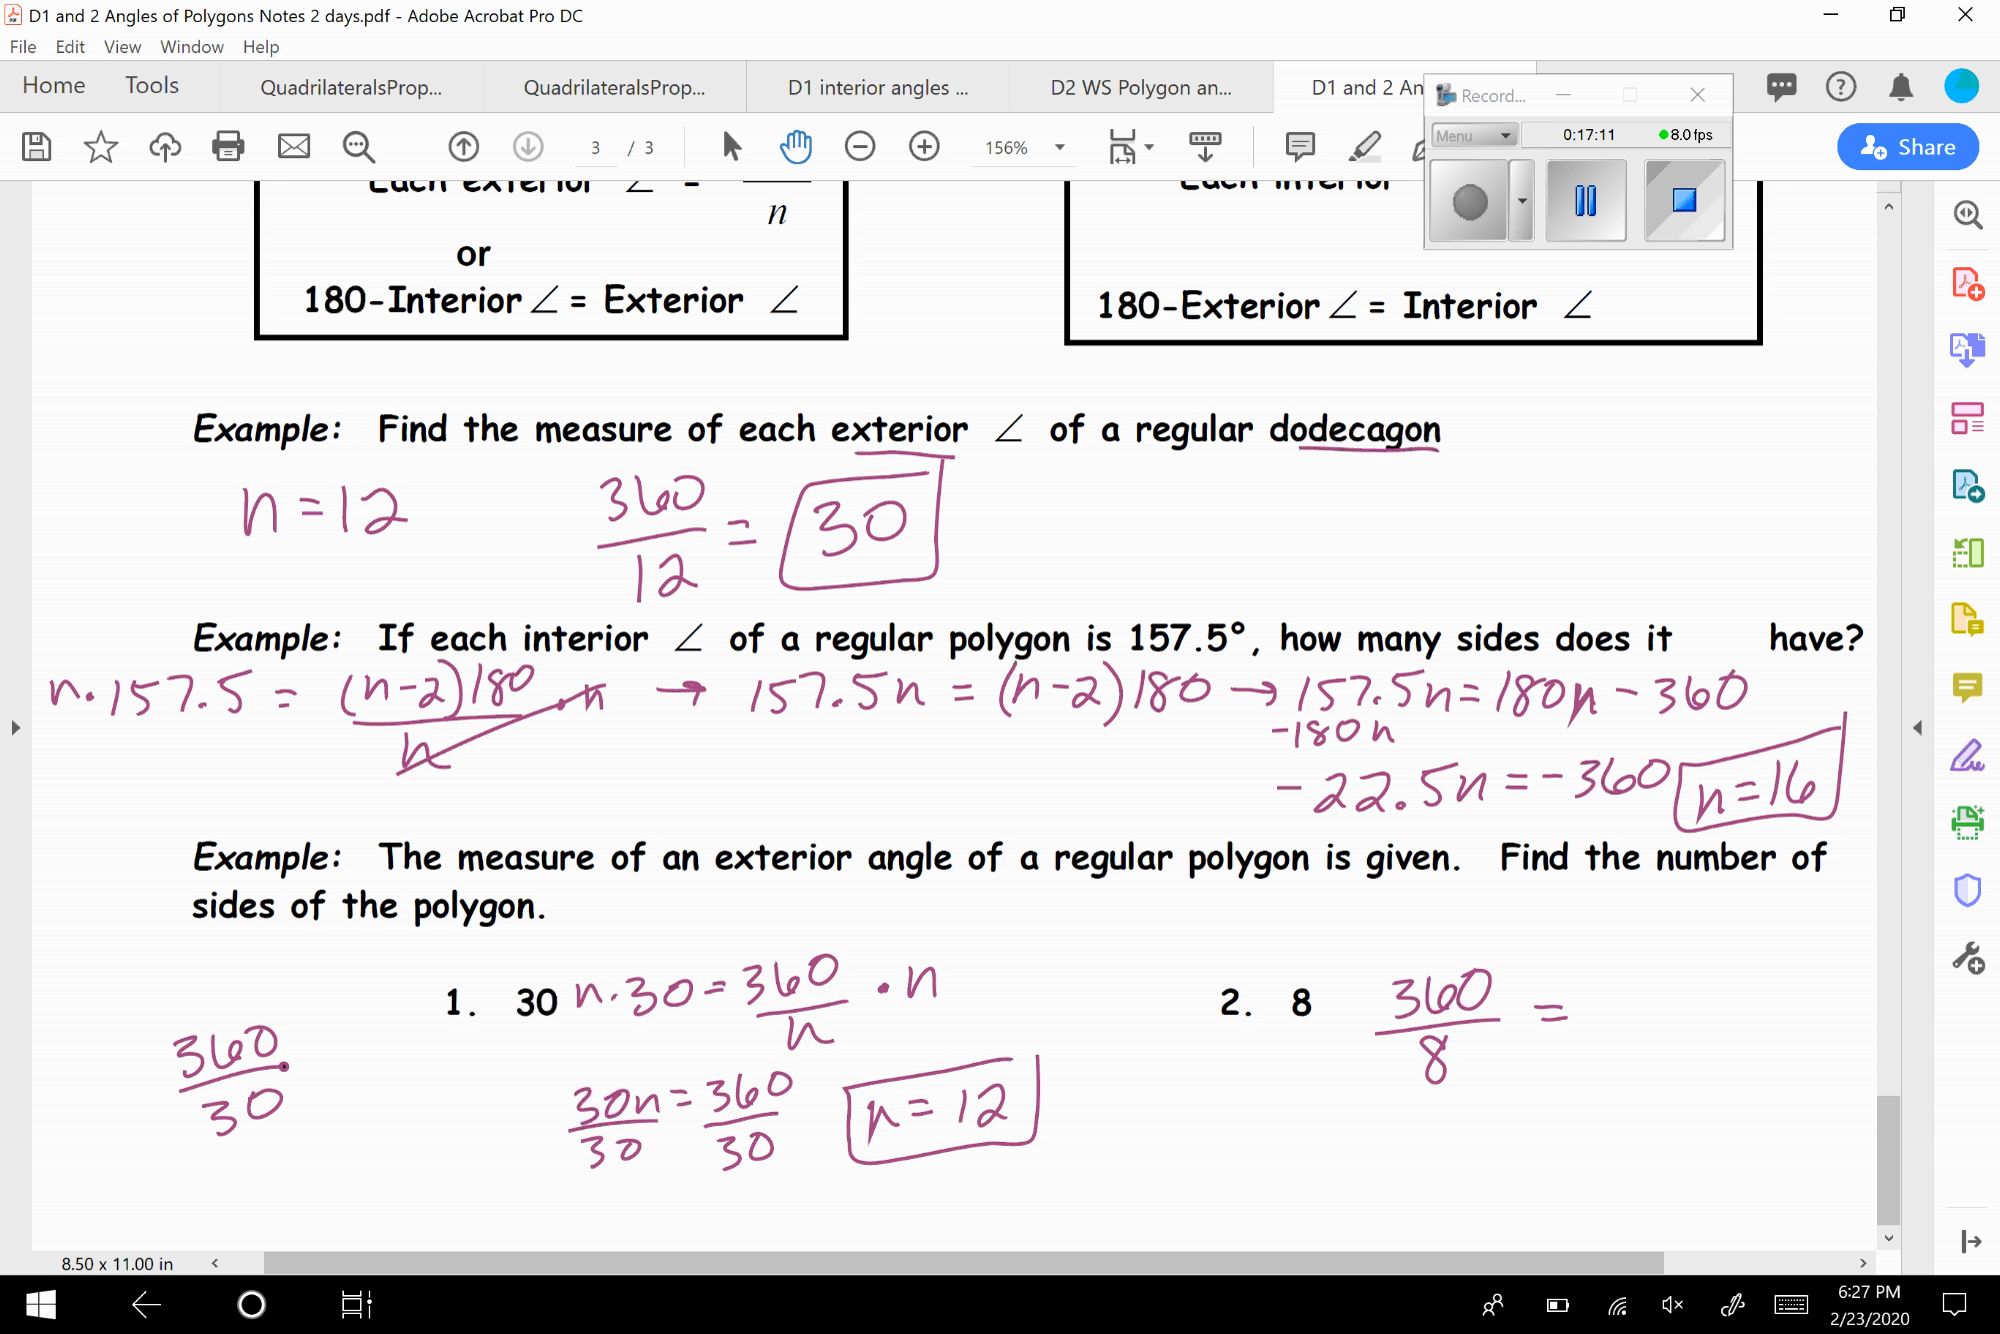 D1 and 2 Angles of Polygons Notes 2 days.pdf - Adobe Acrobat Pro DC
File Edit View Window Help
Home Tools QuadrilateralsProp... QuadrilateralsProp... D1 interior angles ... D2 WS Polygon an... D1 and 2 An
Record...
Menu 0:17:11 8.0 fps
3 / 3 156% Share
Each exterior ∠ =
n
or
180-Interior ∠ = Exterior ∠
Each interior
180-Exterior ∠ = Interior ∠
Example: Find the measure of each exterior ∠ of a regular dodecagon
n = 12 360/12 = 30
Example: If each interior ∠ of a regular polygon is 157.5°, how many sides does it have?
n · 157.5 = (n-2)180/n · n → 157.5n = (n-2)180 → 157.5n = 180n - 360
-180n
-22.5n = -360 n = 16
Example: The measure of an exterior angle of a regular polygon is given. Find the number of
sides of the polygon.
1. 30 n · 30 = 360/n · n
360/30
30n/30 = 360/30 n = 12
2. 8 360/8 =
8.50 x 11.00 in
6:27 PM
2/23/2020